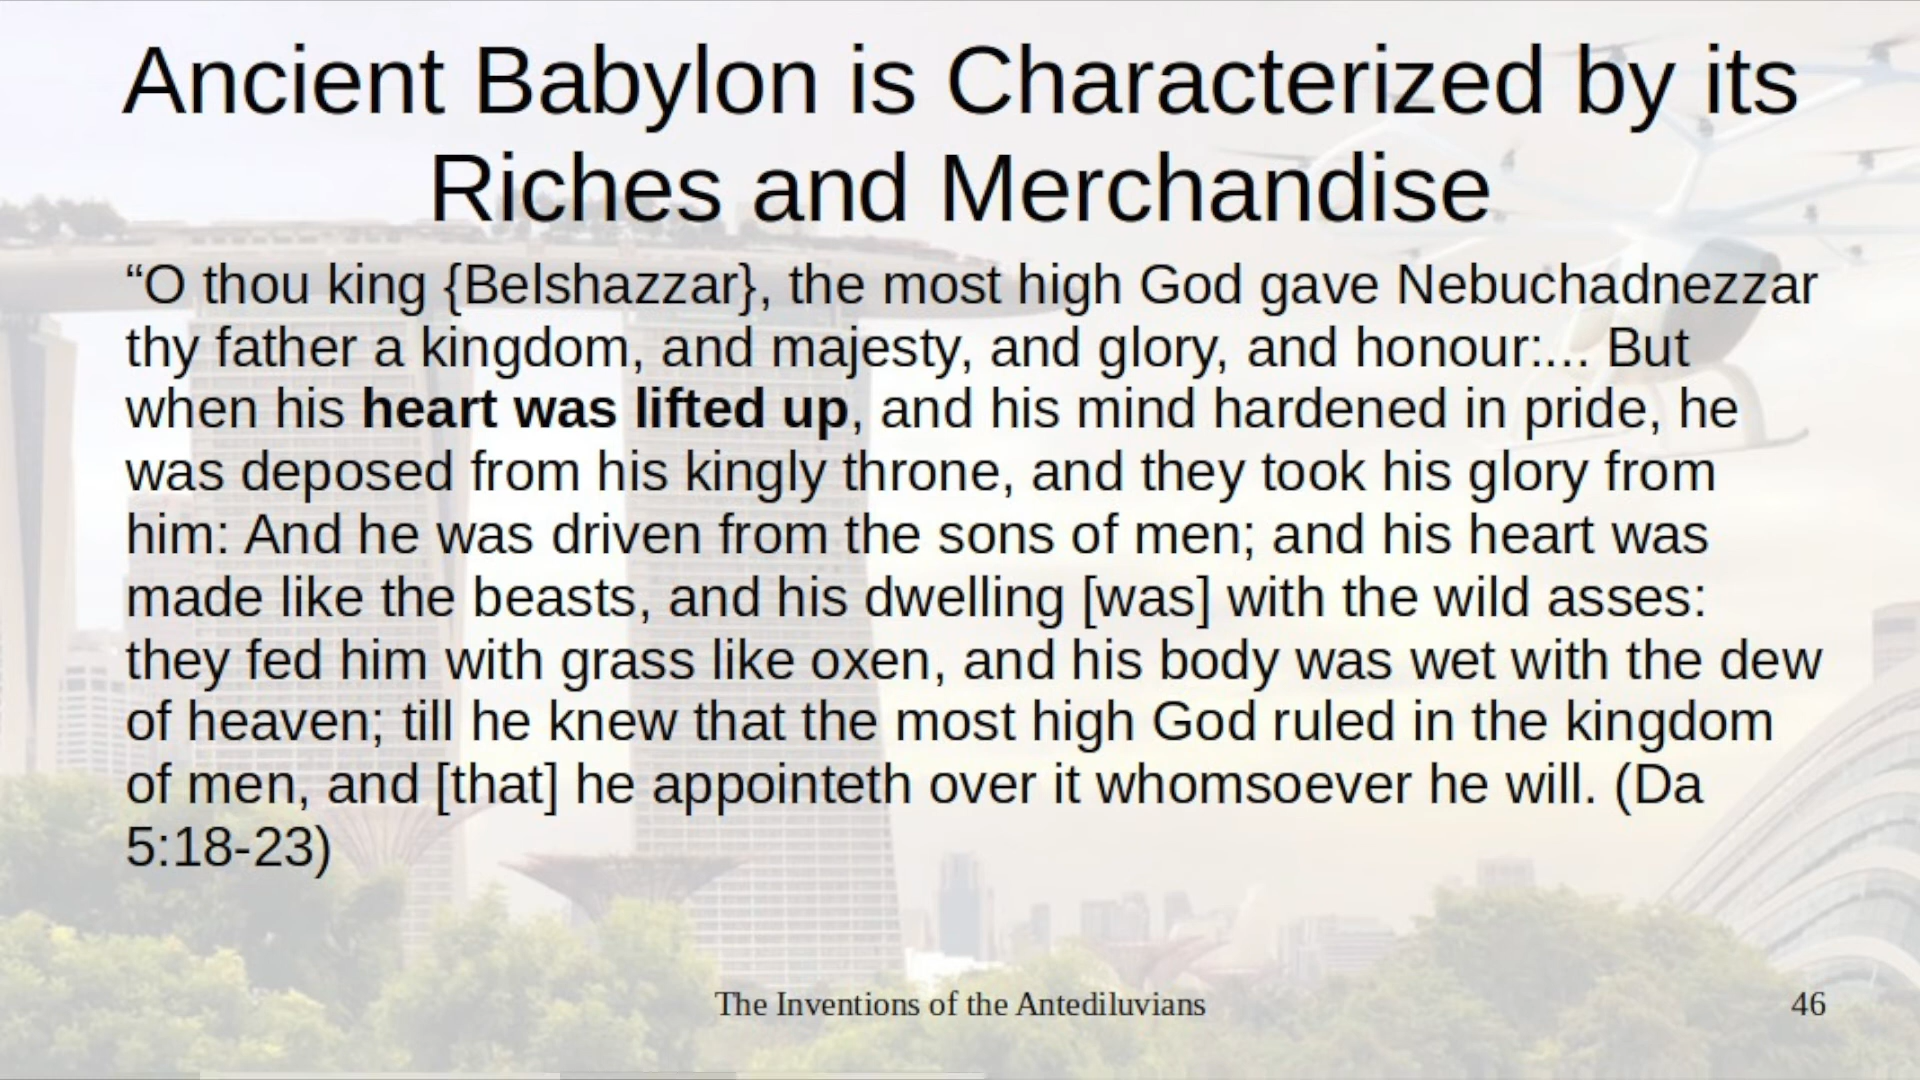 Ancient Babylon is Characterized by its
Riches and Merchandise
“O thou king {Belshazzar}, the most high God gave Nebuchadnezzar
thy father a kingdom, and majesty, and glory, and honour:... But
when his heart was lifted up, and his mind hardened in pride, he
was deposed from his kingly throne, and they took his glory from
him: And he was driven from the sons of men; and his heart was
made like the beasts, and his dwelling [was] with the wild asses:
they fed him with grass like oxen, and his body was wet with the dew
of heaven; till he knew that the most high God ruled in the kingdom
of men, and [that] he appointeth over it whomsoever he will. (Da
5:18-23)
The Inventions of the Antediluvians
46